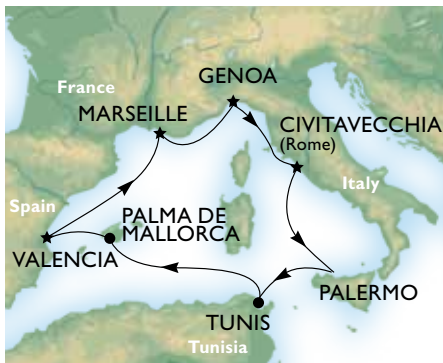 GENOA
France
MARSEILLE
CIVITAVECCHIA
(Rome)
Italy
Spain
PALMA DE
MALLORCA
VALENCIA
PALERMO
TUNIS
Tunisia